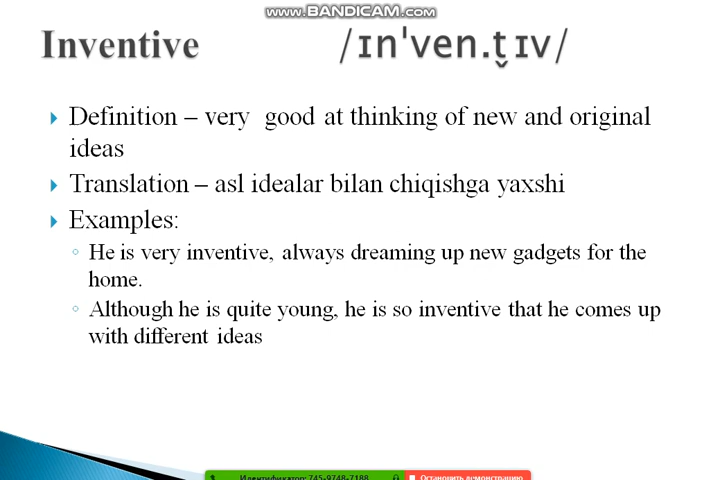 www.BANDICAM.com
Inventive /ɪnˈven.t̬ɪv/
Definition – very good at thinking of new and original
ideas
Translation – asl idealar bilan chiqishga yaxshi
Examples:
He is very inventive, always dreaming up new gadgets for the
home.
Although he is quite young, he is so inventive that he comes up
with different ideas
Идентификатор: 745-9748-7188 Остановить демонстрацию